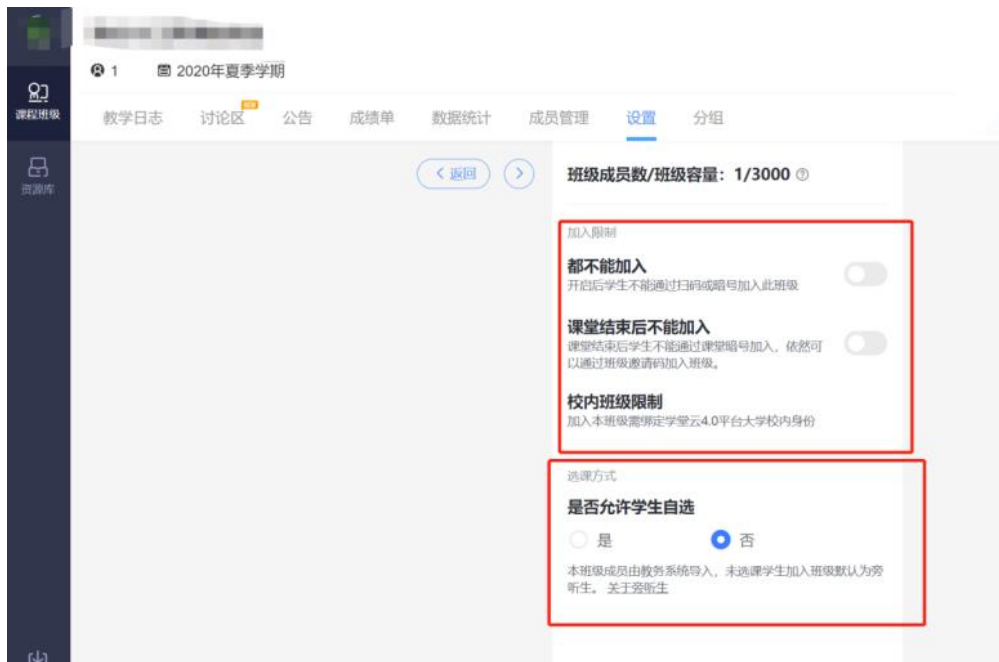 1
2020年夏季学期
课程班级
资源库
教学日志
讨论区
公告
成绩单
数据统计
成员管理
设置
分组
返回
班级成员数/班级容量：1/3000
加入限制
都不能加入
开启后学生不能通过扫码或暗号加入此班级
课堂结束后不能加入
课堂结束后学生不能通过课堂暗号加入，依然可
以通过班级邀请码加入班级。
校内班级限制
加入本班级需绑定学堂云4.0平台大学校内身份
选课方式
是否允许学生自选
是
否
本班级成员由教务系统导入，未选课学生加入班级默认为旁
听生。 关于旁听生